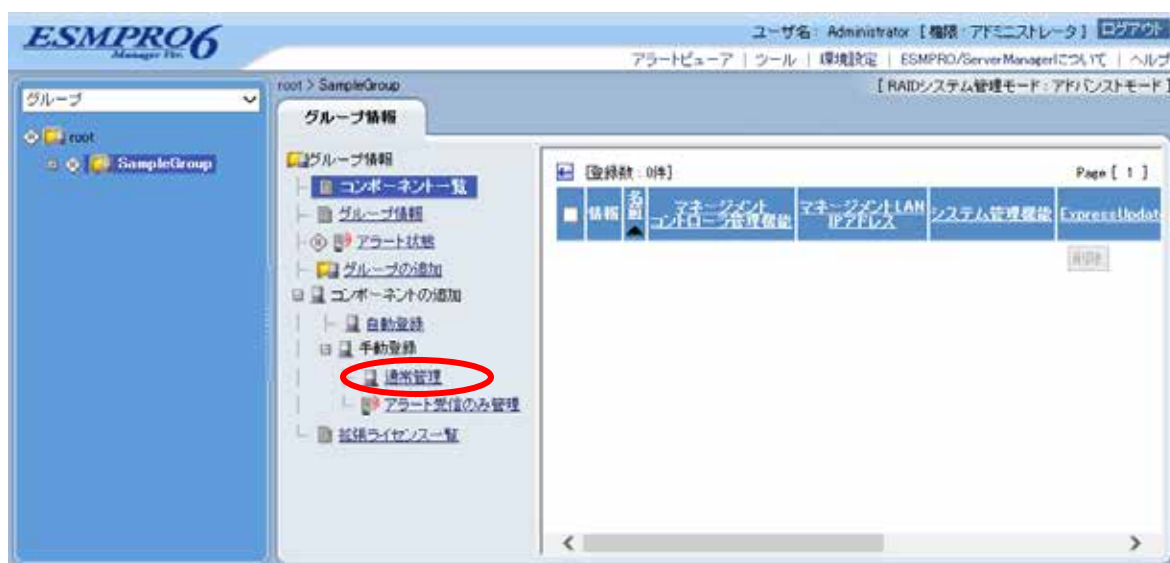 ESMPRO6
Manager Ver.
ユーザ名: Administrator [ 権限 : アドミニストレータ ] ログアウト
アラートビューア | ツール | 環境設定 | ESMPRO/ServerManagerについて | ヘルプ
グループ
root
SampleGroup
root > SampleGroup
[ RAIDシステム管理モード : アドバンストモード ]
グループ情報
グループ情報
コンポーネント一覧
グループ情報
アラート状態
グループの追加
コンポーネントの追加
自動登録
手動登録
通常管理
アラート受信のみ管理
拡張ライセンス一覧
[登録数 : 0件]
Page [ 1 ]
情報
名前
マネージメント
コントローラ管理機能
マネージメントLAN
IPアドレス
システム管理機能
ExpressUpdat
削除